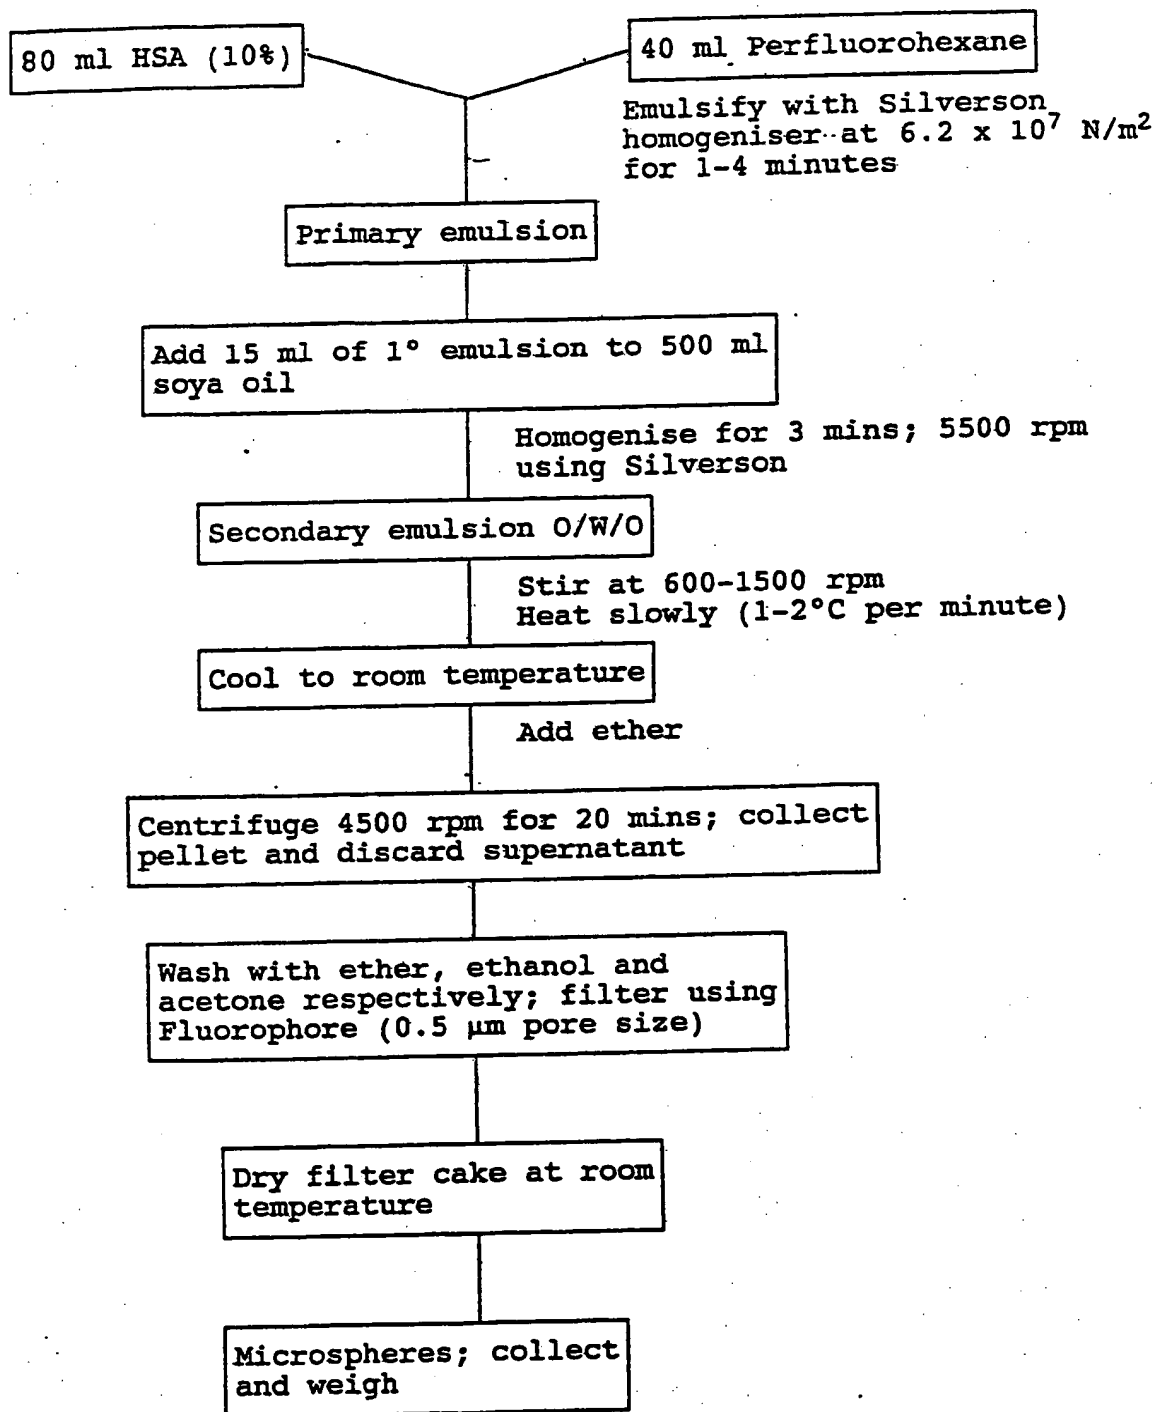 80 ml HSA (10%)
40 ml Perfluorohexane
Emulsify with Silverson
homogeniser at 6.2 x 10⁷ N/m²
for 1-4 minutes
Primary emulsion
Add 15 ml of 1° emulsion to 500 ml
soya oil
Homogenise for 3 mins; 5500 rpm
using Silverson
Secondary emulsion O/W/O
Stir at 600-1500 rpm
Heat slowly (1-2°C per minute)
Cool to room temperature
Add ether
Centrifuge 4500 rpm for 20 mins; collect
pellet and discard supernatant
Wash with ether, ethanol and
acetone respectively; filter using
Fluorophore (0.5 µm pore size)
Dry filter cake at room
temperature
Microspheres; collect
and weigh